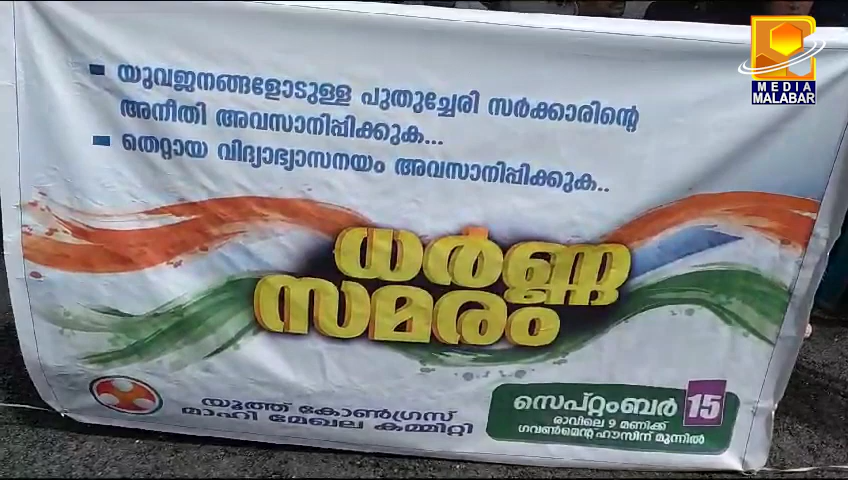 MEDIA
MALABAR
യുവജനങ്ങളോടുള്ള പുതുച്ചേരി സർക്കാരിന്റെ
അനീതി അവസാനിപ്പിക്കുക...
തെറ്റായ വിദ്യാഭ്യാസനയം അവസാനിപ്പിക്കുക..
ധർണ്ണ
സമരം
യൂത്ത് കോൺഗ്രസ്
മാഹി മേഖല കമ്മിറ്റി
സെപ്റ്റംബർ 15
രാവിലെ 9 മണിക്ക്
ഗവൺമെന്റ ഹൗസിന് മുന്നിൽ